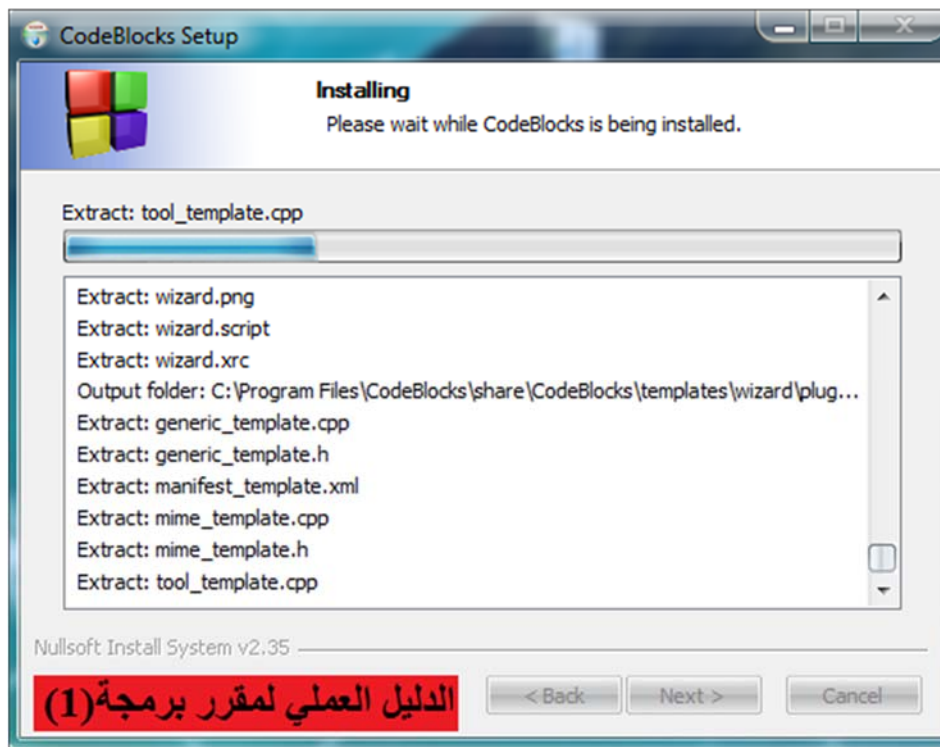 CodeBlocks Setup
Installing
Please wait while CodeBlocks is being installed.
Extract: tool_template.cpp
Extract: wizard.png
Extract: wizard.script
Extract: wizard.xrc
Output folder: C:\Program Files\CodeBlocks\share\CodeBlocks\templates\wizard\plug...
Extract: generic_template.cpp
Extract: generic_template.h
Extract: manifest_template.xml
Extract: mime_template.cpp
Extract: mime_template.h
Extract: tool_template.cpp
Nullsoft Install System v2.35
الدليل العملي لمقرر برمجة(1)
< Back Next > Cancel